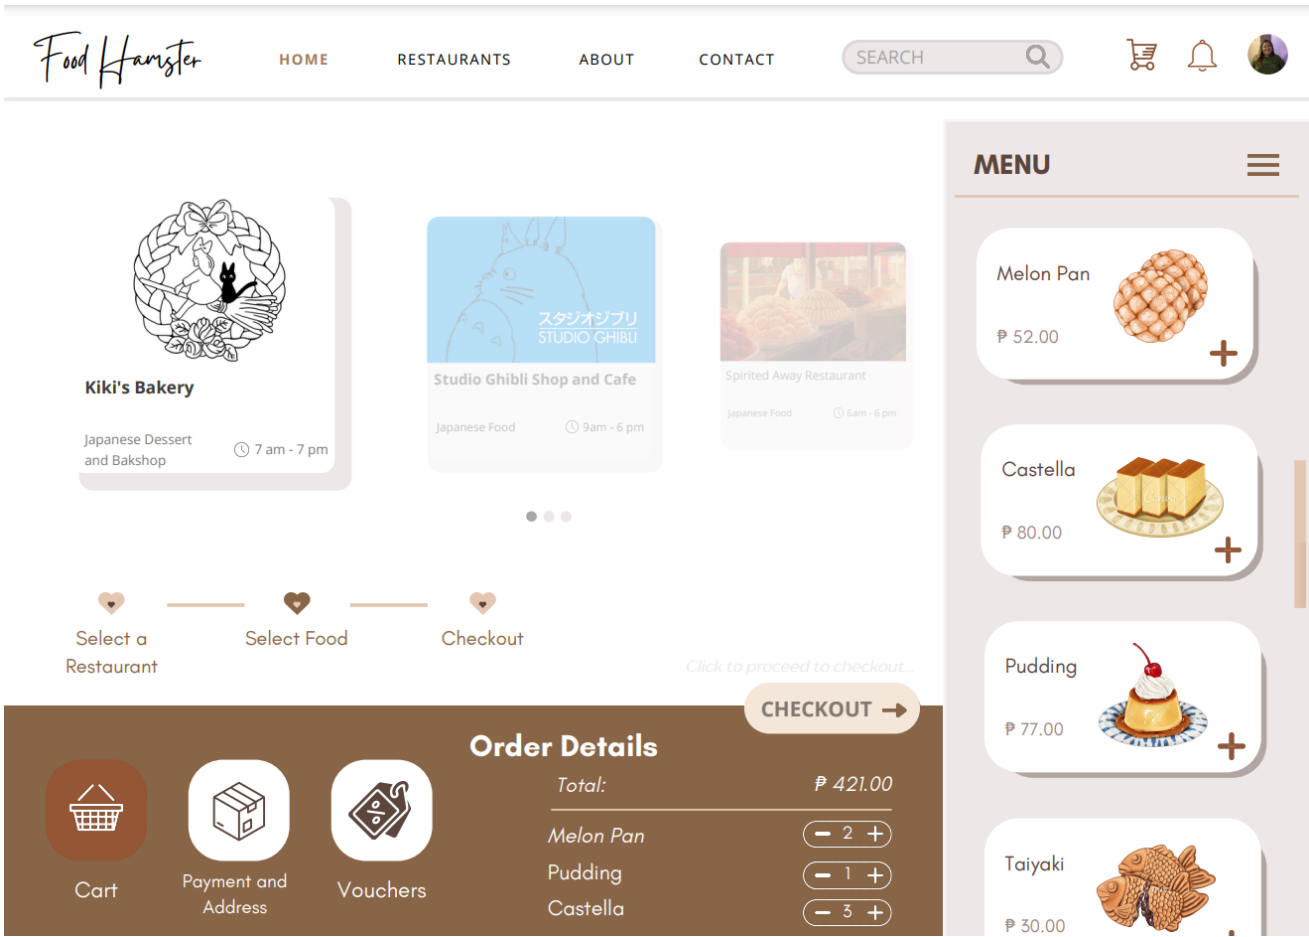 Food Hamster
HOME RESTAURANTS ABOUT CONTACT SEARCH
Kiki's Bakery
Japanese Dessert
and Bakshop
7 am - 7 pm
スタジオジブリ
STUDIO GHIBLI
Studio Ghibli Shop and Cafe
Japanese Food 9am - 6 pm
Spirited Away Restaurant
Japanese Food 6am - 6 pm
Select a
Restaurant
Select Food
Checkout
Click to proceed to checkout...
CHECKOUT
Cart
Payment and
Address
Vouchers
Order Details
Total: ₱ 421.00
Melon Pan - 2 +
Pudding - 1 +
Castella - 3 +
MENU
Melon Pan
₱ 52.00
Castella
Canva
₱ 80.00
Pudding
₱ 77.00
Taiyaki
₱ 30.00